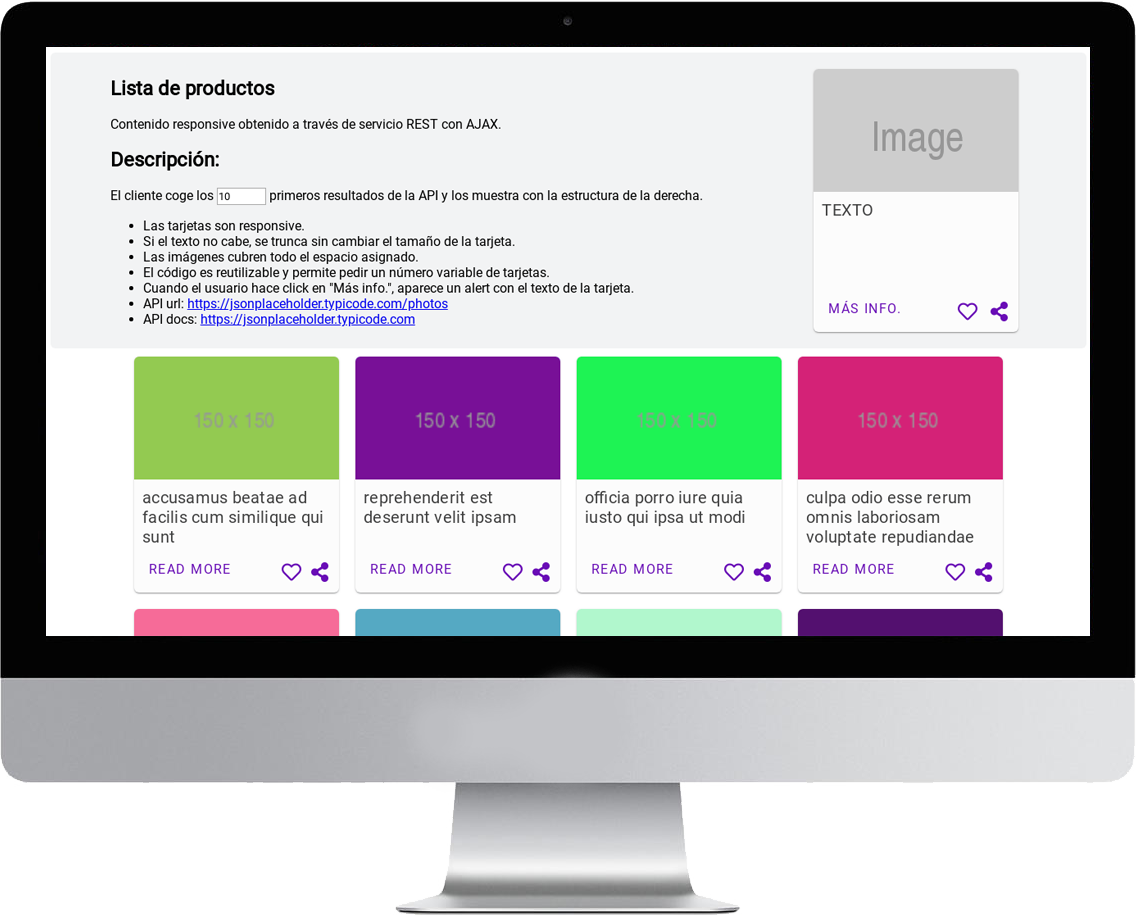 Lista de productos
Contenido responsive obtenido a través de servicio REST con AJAX.
Descripción:
El cliente coge los 10 primeros resultados de la API y los muestra con la estructura de la derecha.
Las tarjetas son responsive.
Si el texto no cabe, se trunca sin cambiar el tamaño de la tarjeta.
Las imágenes cubren todo el espacio asignado.
El código es reutilizable y permite pedir un número variable de tarjetas.
Cuando el usuario hace click en "Más info.", aparece un alert con el texto de la tarjeta.
API url: https://jsonplaceholder.typicode.com/photos
API docs: https://jsonplaceholder.typicode.com
Image
TEXTO
MÁS INFO.
150 x 150
accusamus beatae ad
facilis cum similique qui
sunt
READ MORE
150 x 150
reprehenderit est
deserunt velit ipsam
READ MORE
150 x 150
officia porro iure quia
iusto qui ipsa ut modi
READ MORE
150 x 150
culpa odio esse rerum
omnis laboriosam
voluptate repudiandae
READ MORE